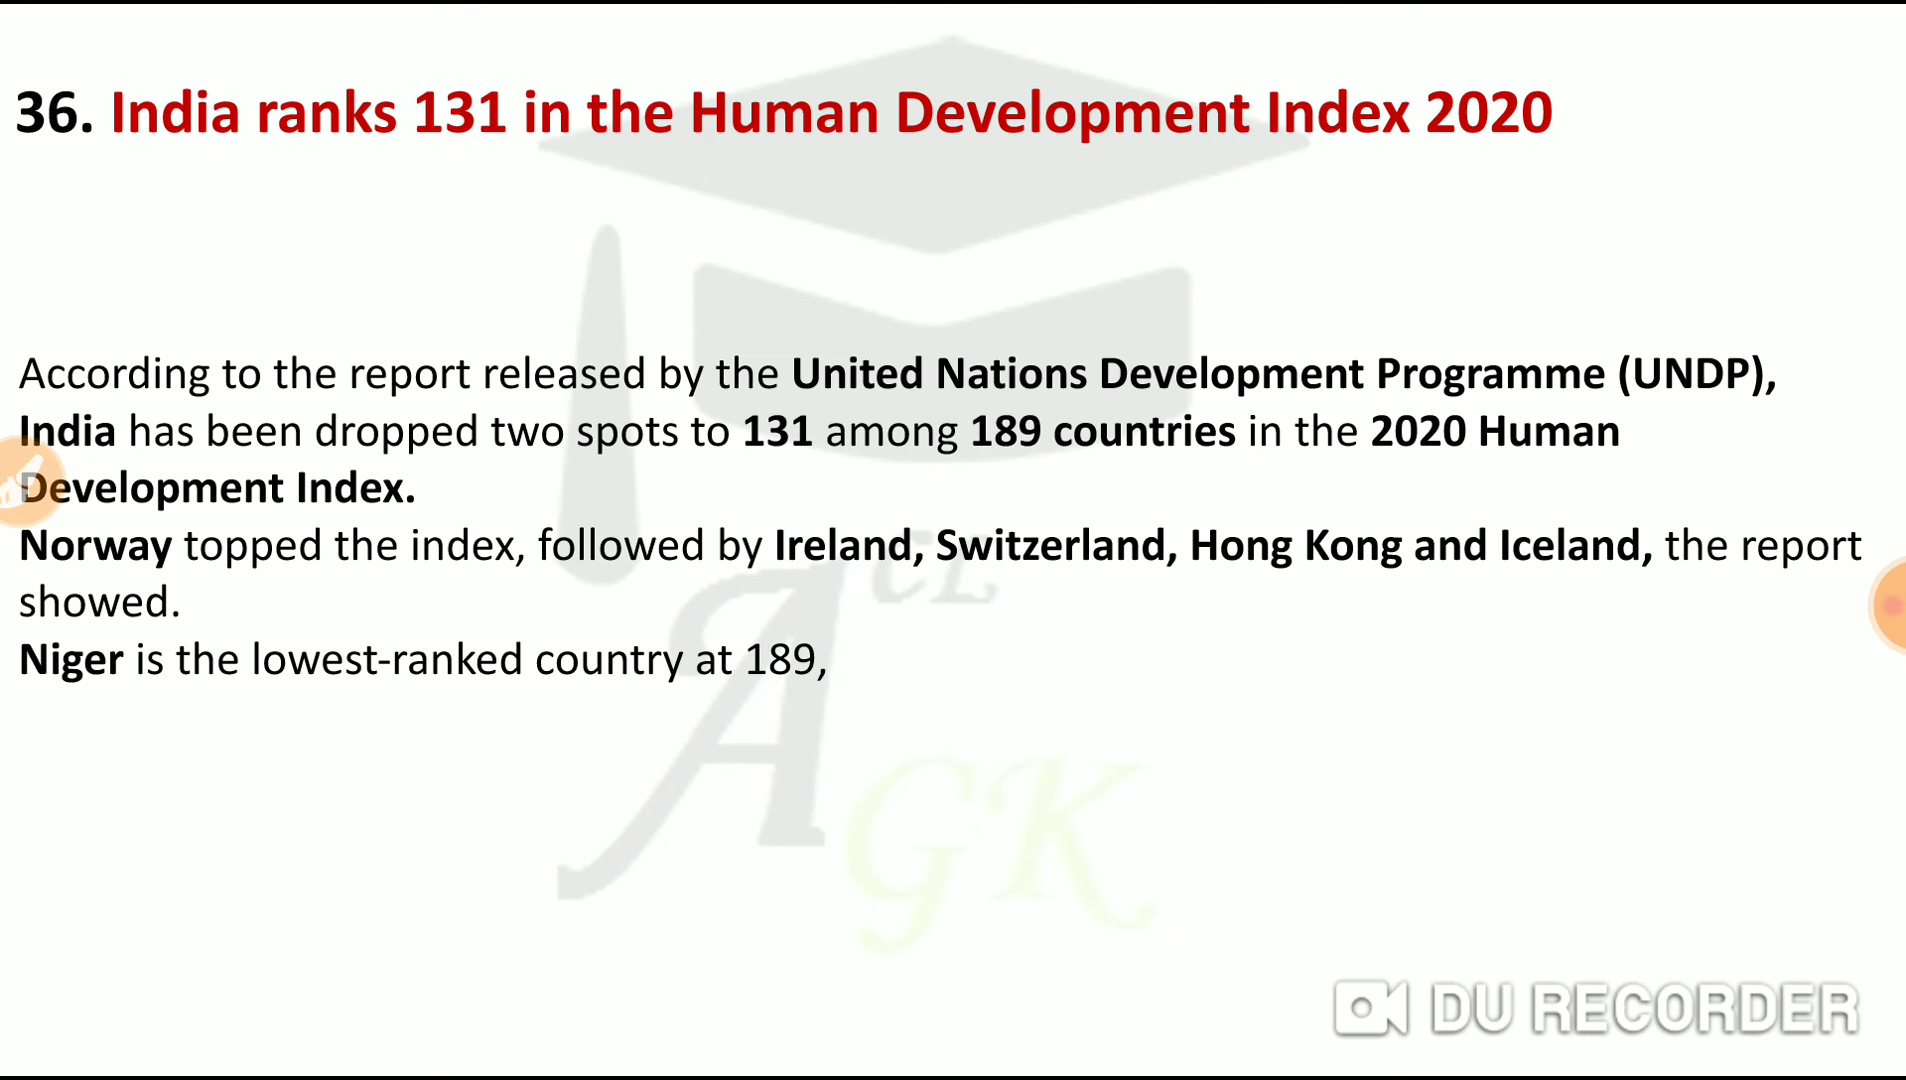 36. India ranks 131 in the Human Development Index 2020
According to the report released by the United Nations Development Programme (UNDP),
India has been dropped two spots to 131 among 189 countries in the 2020 Human
Development Index.
Norway topped the index, followed by Ireland, Switzerland, Hong Kong and Iceland, the report
showed.
Niger is the lowest-ranked country at 189,
A CL
GK
DU RECORDER